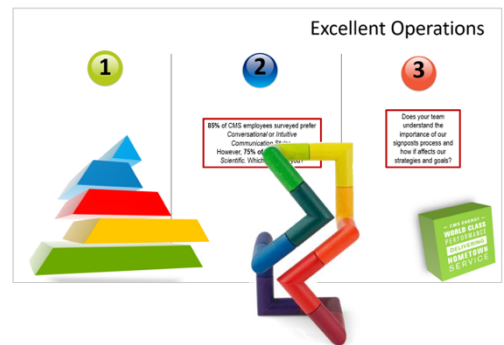 Excellent Operations
1
2
3
85% of CMS employees surveyed prefer
Conversational or Intuitive
Communication
However, 75% of
Scientific. Which
Does your team
understand the
importance of our
signposts process and
how if affects our
strategies and goals?
CMS ENERGY
WORLD CLASS
PERFORMANCE
DELIVERING
HOMETOWN
SERVICE